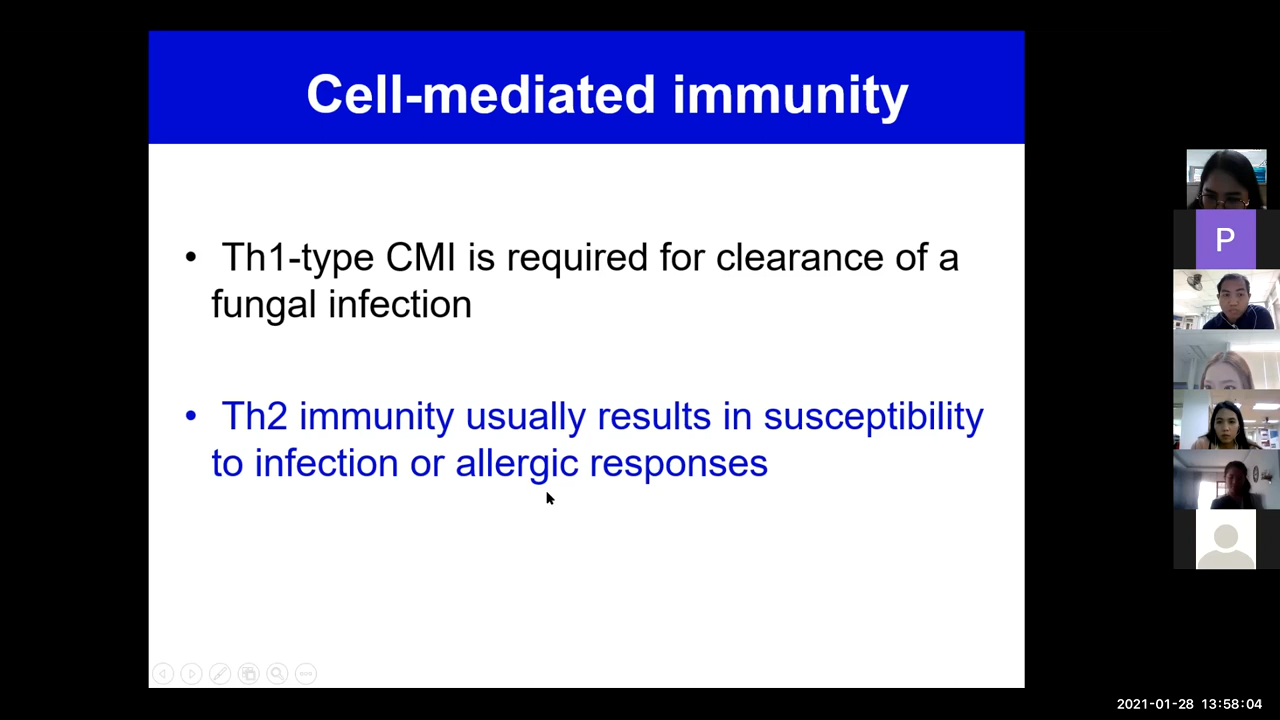 Cell-mediated immunity
• Th1-type CMI is required for clearance of a
fungal infection
• Th2 immunity usually results in susceptibility
to infection or allergic responses
P
2021-01-28 13:58:04